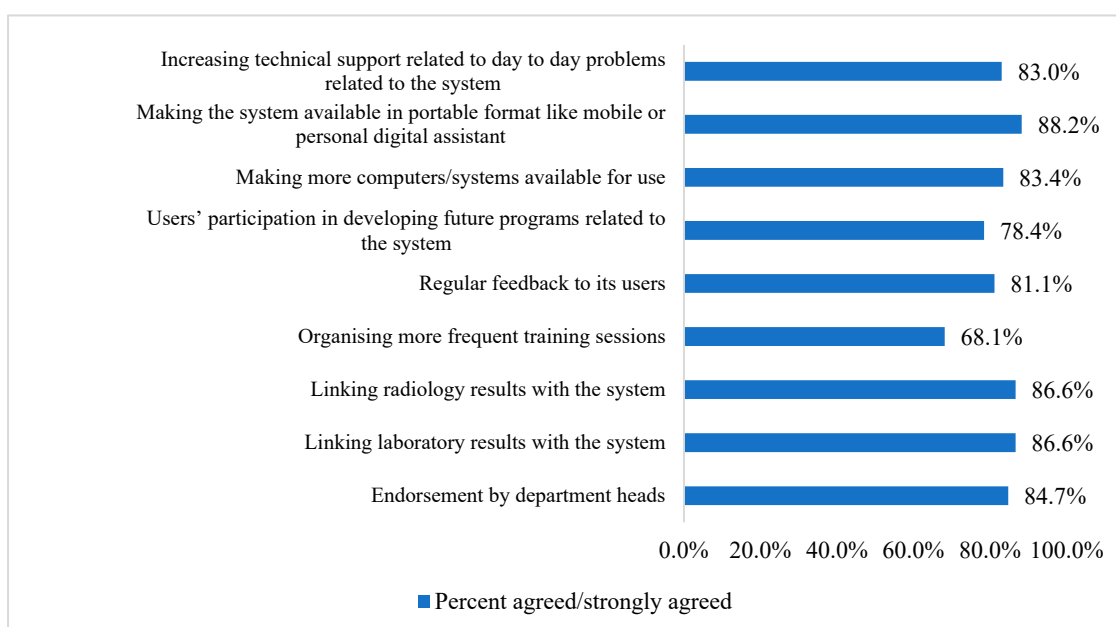 Increasing technical support related to day to day problems
related to the system
83.0%
Making the system available in portable format like mobile or
personal digital assistant
88.2%
Making more computers/systems available for use
83.4%
Users’ participation in developing future programs related to
the system
78.4%
Regular feedback to its users
81.1%
Organising more frequent training sessions
68.1%
Linking radiology results with the system
86.6%
Linking laboratory results with the system
86.6%
Endorsement by department heads
84.7%
0.0% 20.0% 40.0% 60.0% 80.0% 100.0%
Percent agreed/strongly agreed